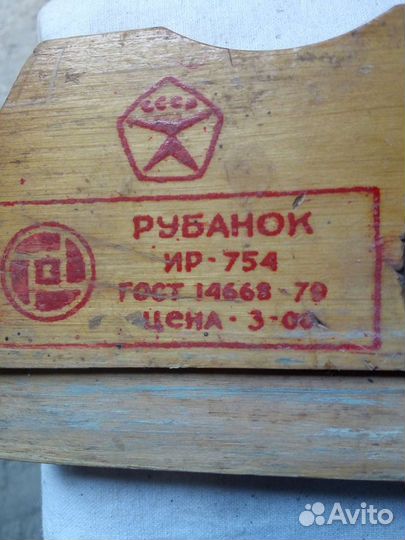 СССР
РУБАНОК
ИР-754
ГОСТ 14668-79
ЦЕНА·3-00
Avito